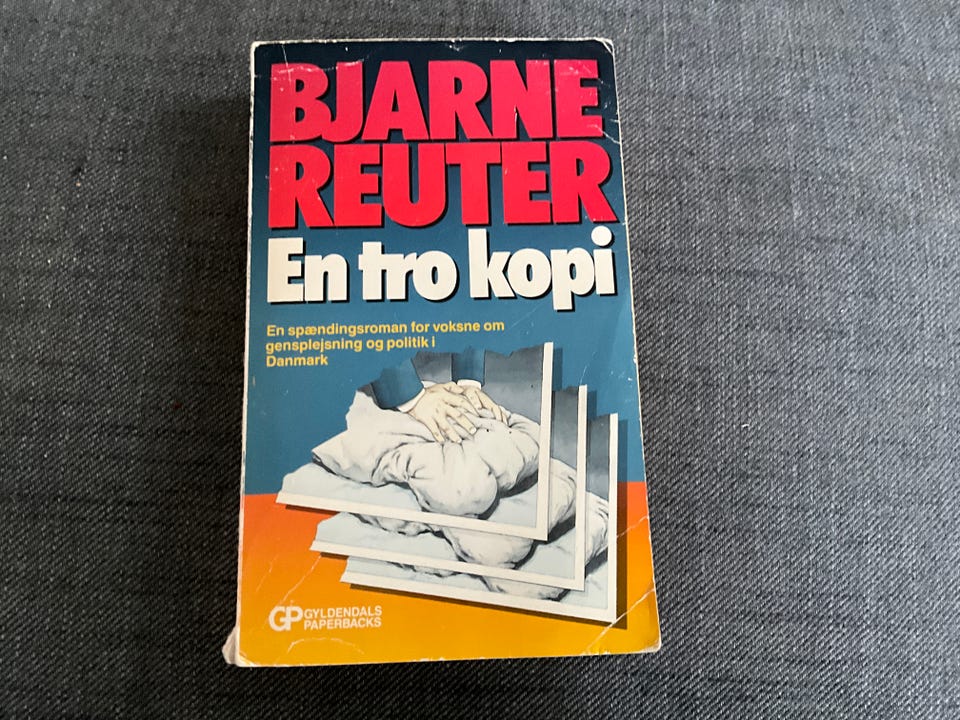 BJARNE
REUTER
En tro kopi
En spændingsroman for voksne om
gensplejsning og politik i
Danmark
GP GYLDENDALS
PAPERBACKS